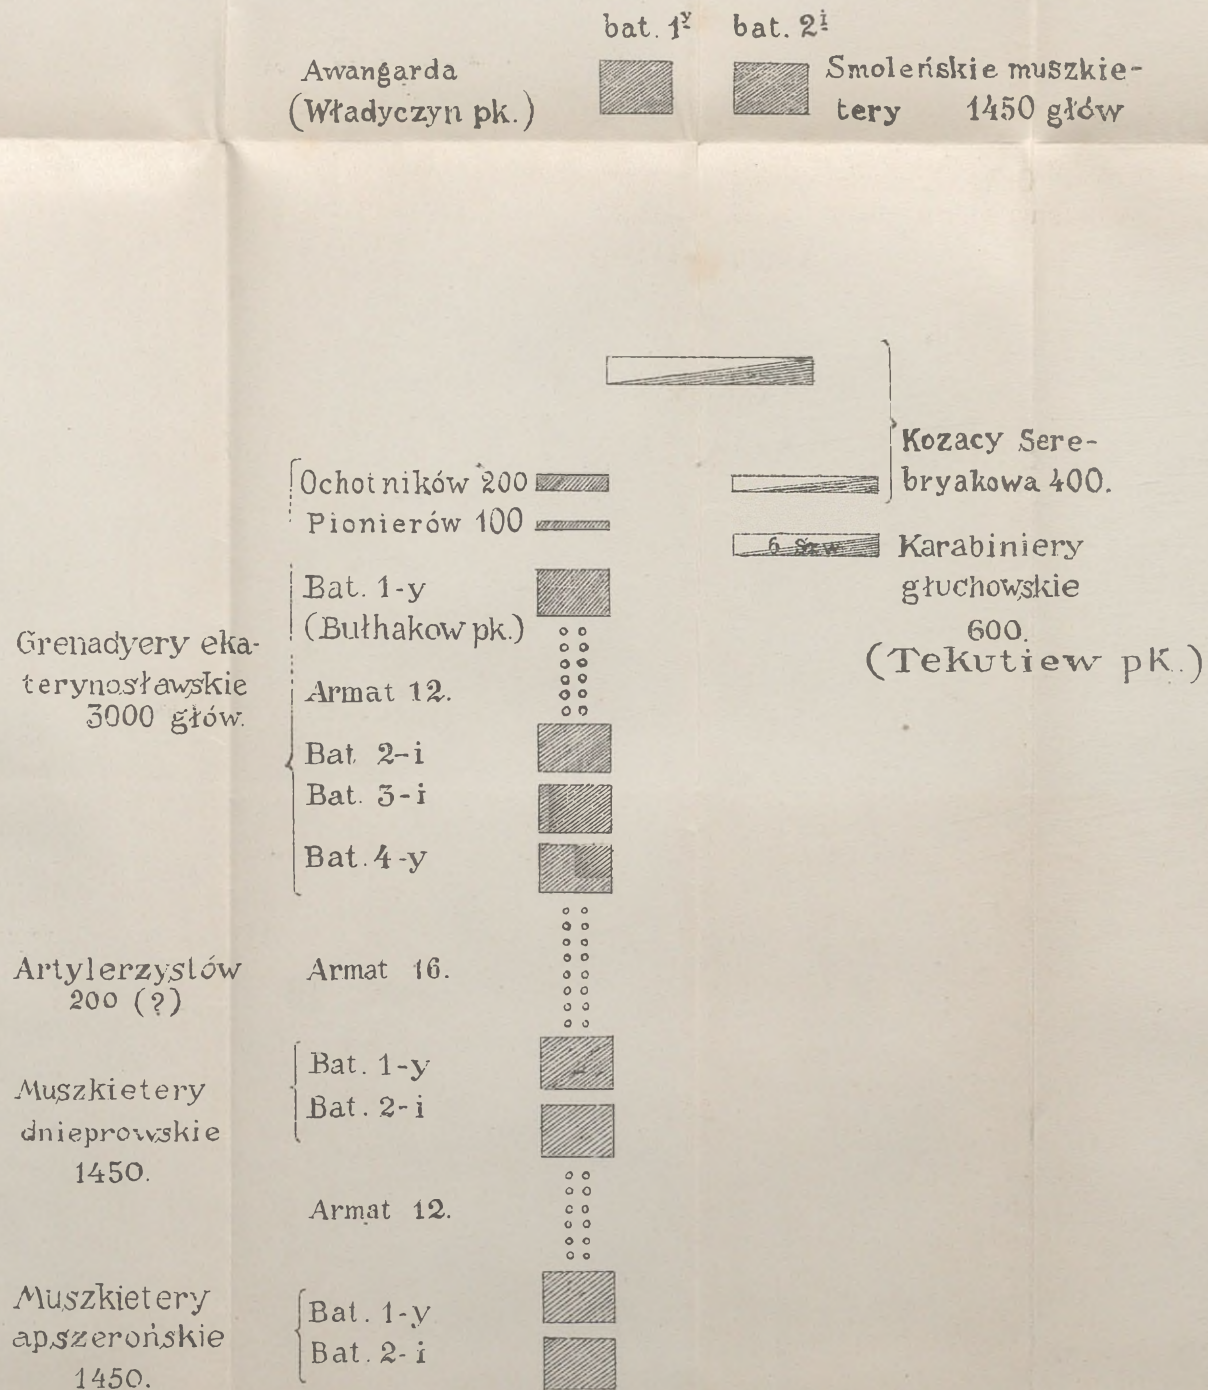 bat. 1y bat. 2i
Awangarda
(Władyczyn pk.)
Smoleńskie muszkie-
tery 1450 głów
Kozacy Sere-
bryakowa 400.
Ochotników 200
Pionierów 100
6 Szw.
Karabiniery
głuchowskie
600.
(Tekutiew pk.)
Grenadyery eka-
terynosławskie
3000 głów.
Bat. 1-y
(Bułhakow pk.)
Armat 12.
Bat. 2-i
Bat. 3-i
Bat. 4-y
Artylerzystów
200 (?)
Armat 16.
Muszkietery
dnieprowskie
1450.
Bat. 1-y
Bat. 2-i
Armat 12.
Muszkietery
apszerońskie
1450.
Bat. 1-y
Bat. 2-i